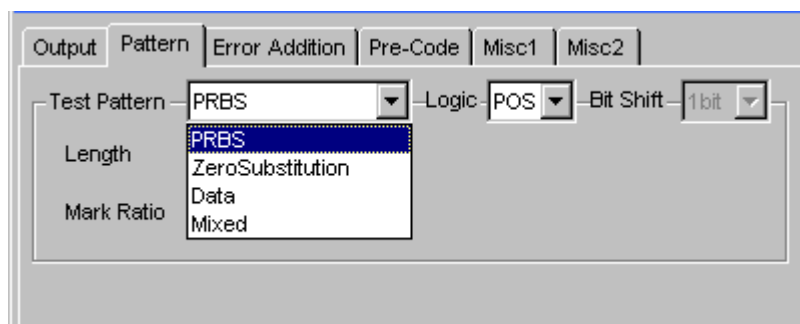 Output Pattern Error Addition Pre-Code Misc1 Misc2
Test Pattern PRBS Logic POS Bit Shift 1bit
PRBS
Length
ZeroSubstitution
Data
Mark Ratio
Mixed